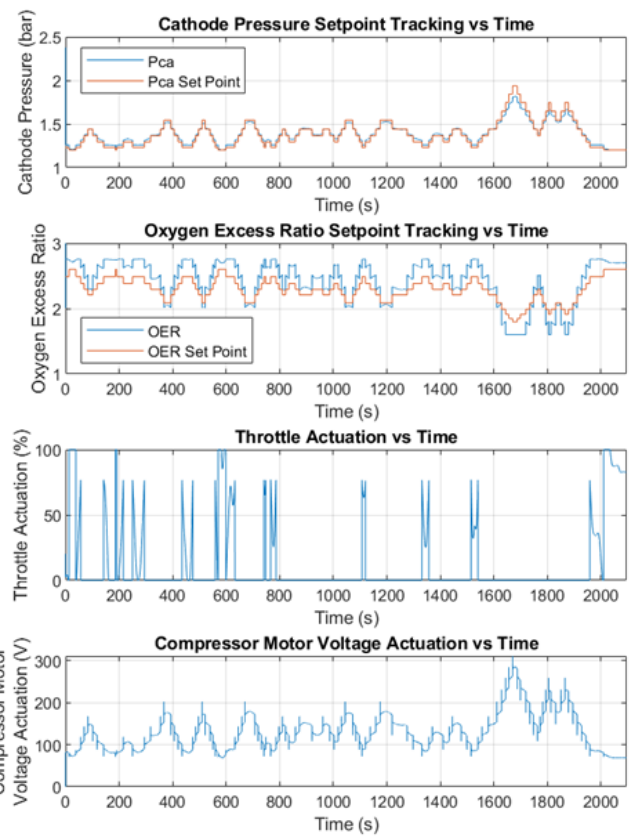 Cathode Pressure Setpoint Tracking vs Time
Cathode Pressure (bar)
2.5
2
1.5
1
Pca
Pca Set Point
0 200 400 600 800 1000 1200 1400 1600 1800 2000
Time (s)
Oxygen Excess Ratio Setpoint Tracking vs Time
Oxygen Excess Ratio
3
2
1
OER
OER Set Point
0 200 400 600 800 1000 1200 1400 1600 1800 2000
Time (s)
Throttle Actuation vs Time
Throttle Actuation (%)
100
50
0
0 200 400 600 800 1000 1200 1400 1600 1800 2000
Time (s)
Compressor Motor Voltage Actuation vs Time
Compressor Motor
Voltage Actuation (V)
300
200
100
0
0 200 400 600 800 1000 1200 1400 1600 1800 2000
Time (s)